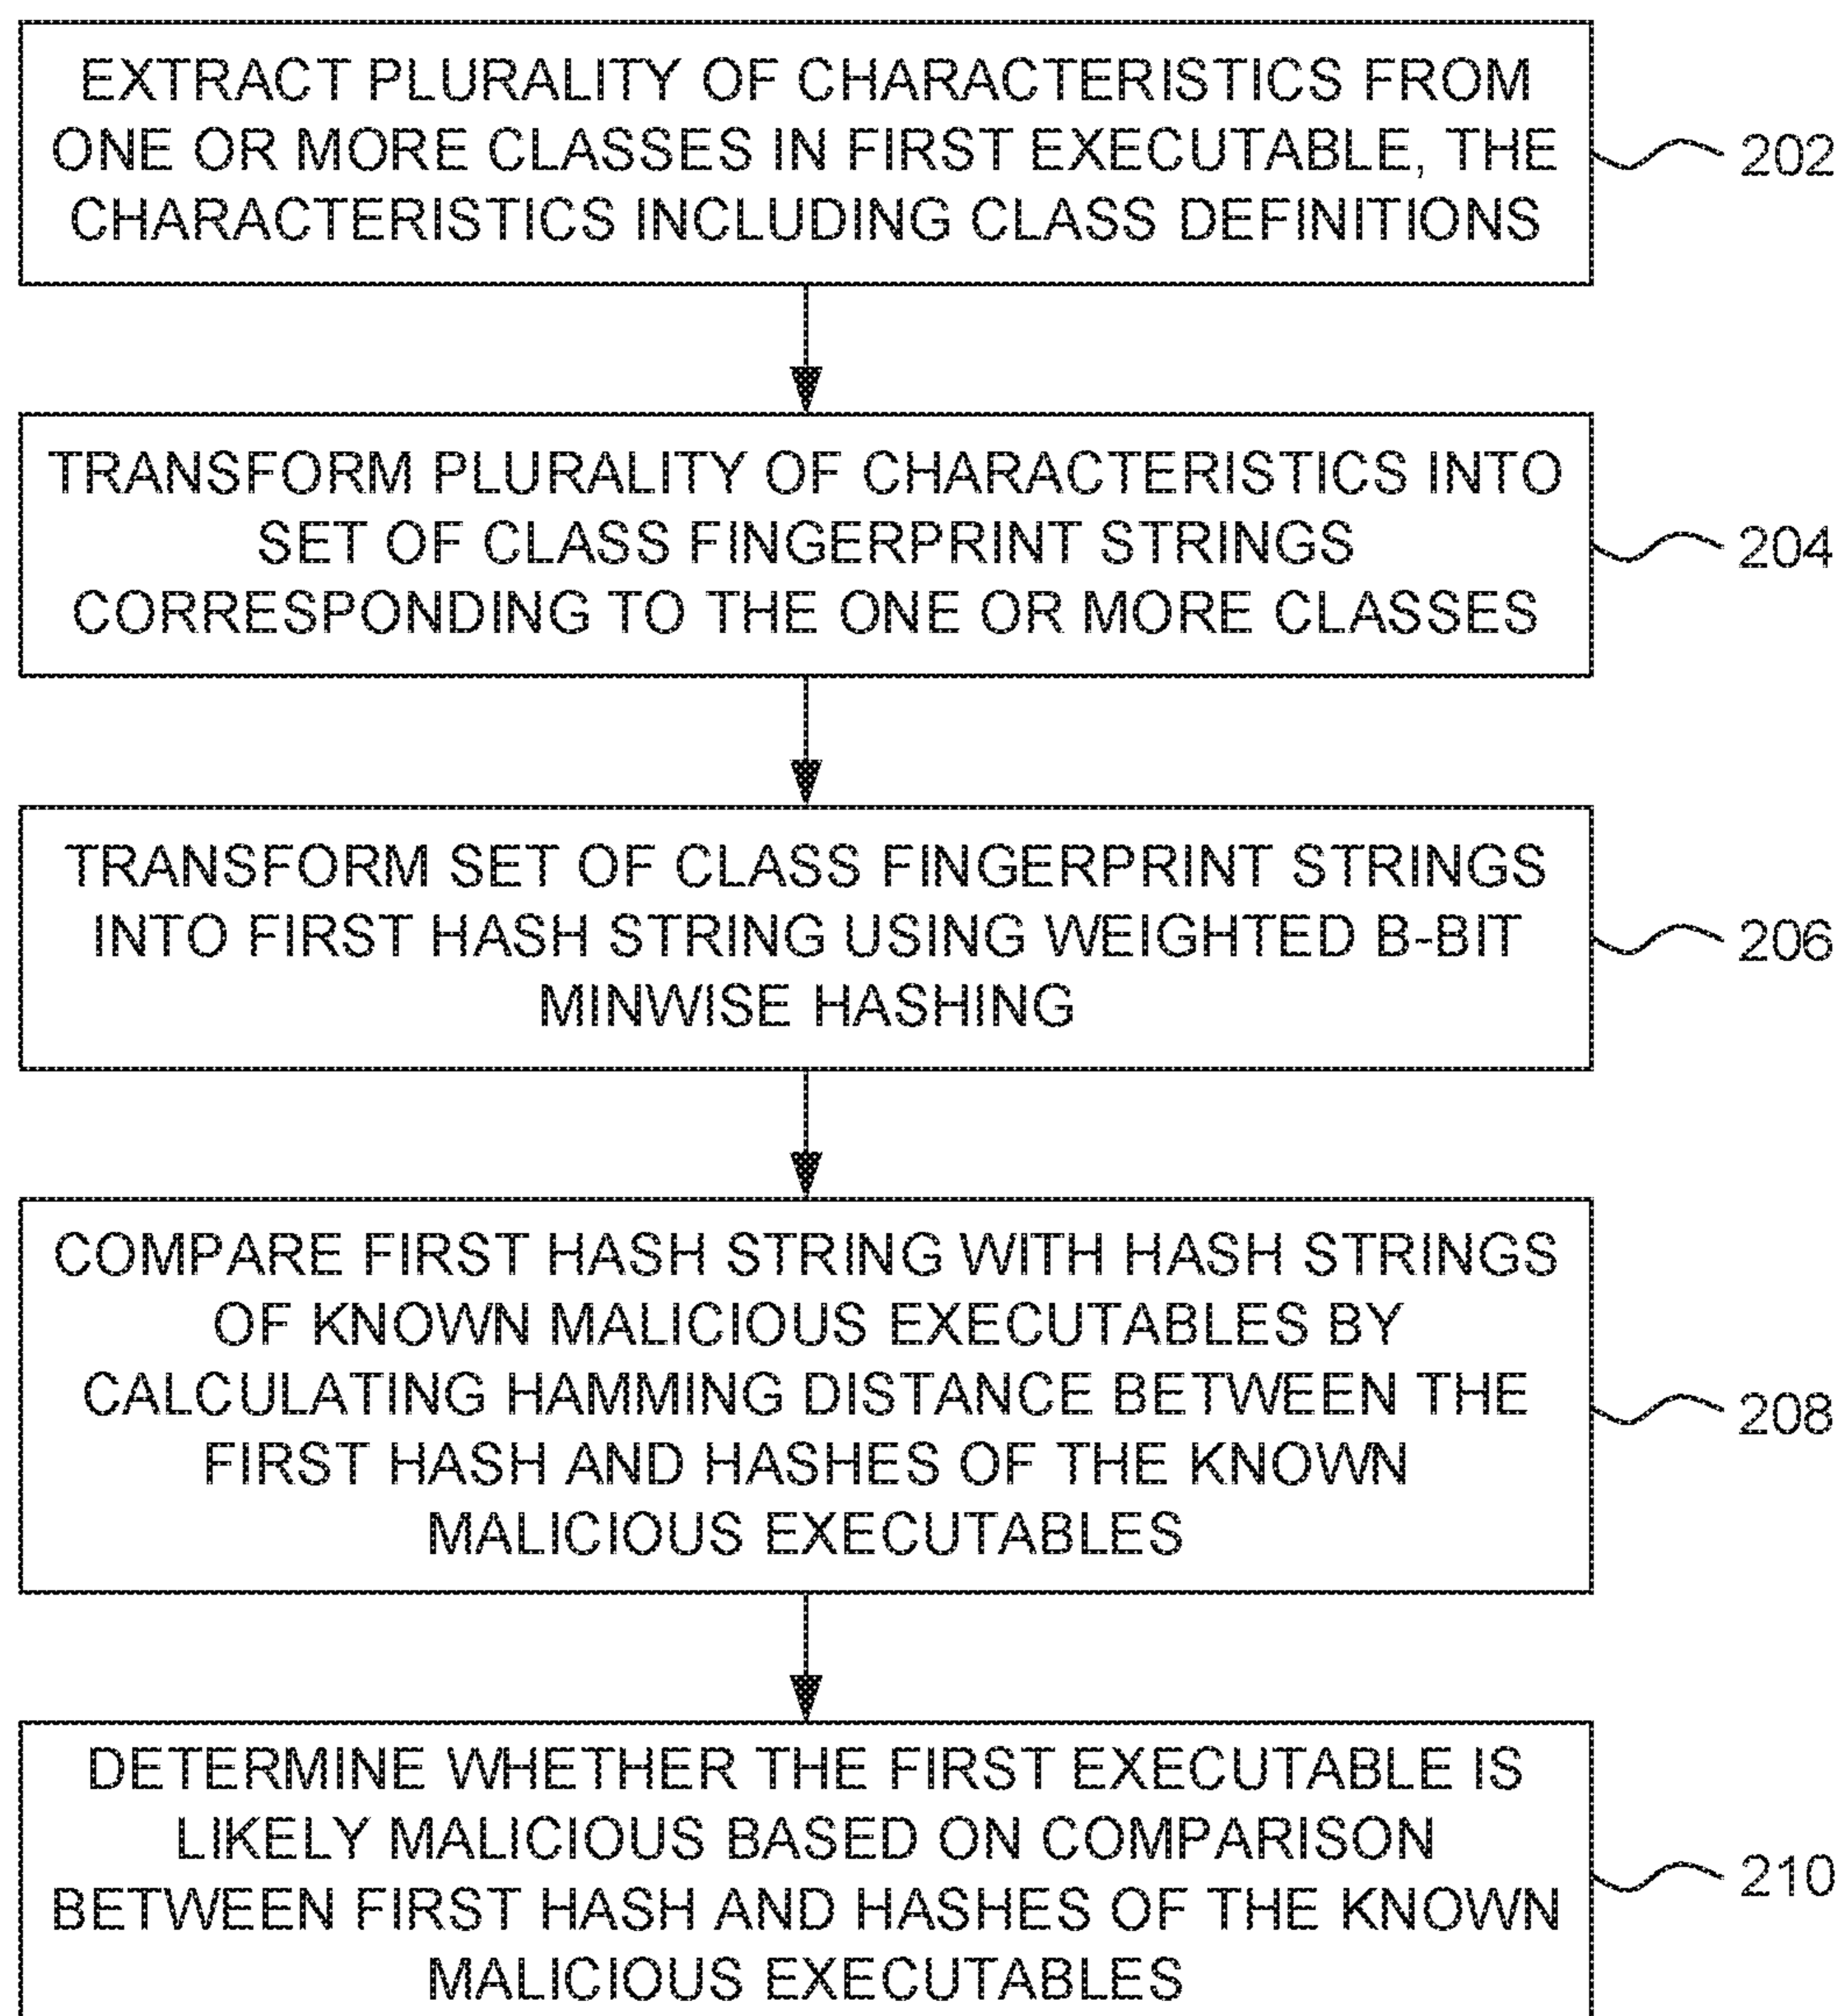 EXTRACT PLURALITY OF CHARACTERISTICS FROM
ONE OR MORE CLASSES IN FIRST EXECUTABLE, THE
CHARACTERISTICS INCLUDING CLASS DEFINITIONS
202
TRANSFORM PLURALITY OF CHARACTERISTICS INTO
SET OF CLASS FINGERPRINT STRINGS
CORRESPONDING TO THE ONE OR MORE CLASSES
204
TRANSFORM SET OF CLASS FINGERPRINT STRINGS
INTO FIRST HASH STRING USING WEIGHTED B-BIT
MINWISE HASHING
206
COMPARE FIRST HASH STRING WITH HASH STRINGS
OF KNOWN MALICIOUS EXECUTABLES BY
CALCULATING HAMMING DISTANCE BETWEEN THE
FIRST HASH AND HASHES OF THE KNOWN
MALICIOUS EXECUTABLES
208
DETERMINE WHETHER THE FIRST EXECUTABLE IS
LIKELY MALICIOUS BASED ON COMPARISON
BETWEEN FIRST HASH AND HASHES OF THE KNOWN
MALICIOUS EXECUTABLES
210